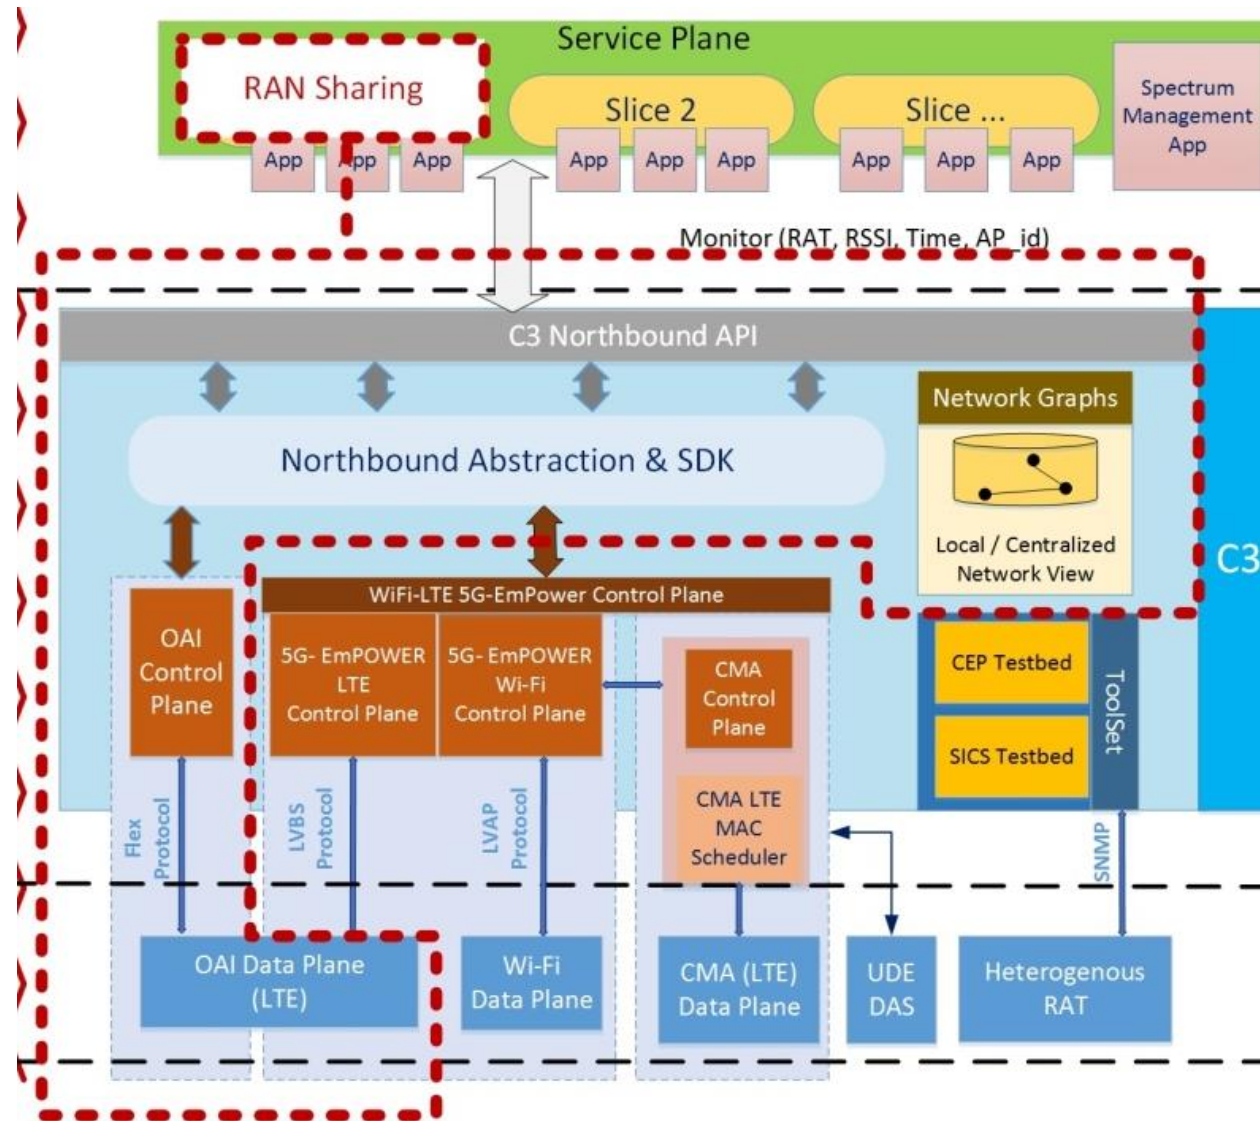 Service Plane
RAN Sharing
Slice 2
Slice ...
Spectrum
Management
App
App
App
App
App
App
App
App
App
App
Monitor (RAT, RSSI, Time, AP_id)
C3 Northbound API
Northbound Abstraction & SDK
Network Graphs
Local / Centralized
Network View
C3
WiFi-LTE 5G-EmPower Control Plane
OAI
Control
Plane
5G- EmPOWER
LTE
Control Plane
5G- EmPOWER
Wi-Fi
Control Plane
CMA
Control
Plane
CMA LTE
MAC
Scheduler
CEP Testbed
SICS Testbed
ToolSet
Flex
Protocol
LVBS
Protocol
LVAP
Protocol
SNMP
OAI Data Plane
(LTE)
Wi-Fi
Data Plane
CMA (LTE)
Data Plane
UDE
DAS
Heterogenous
RAT